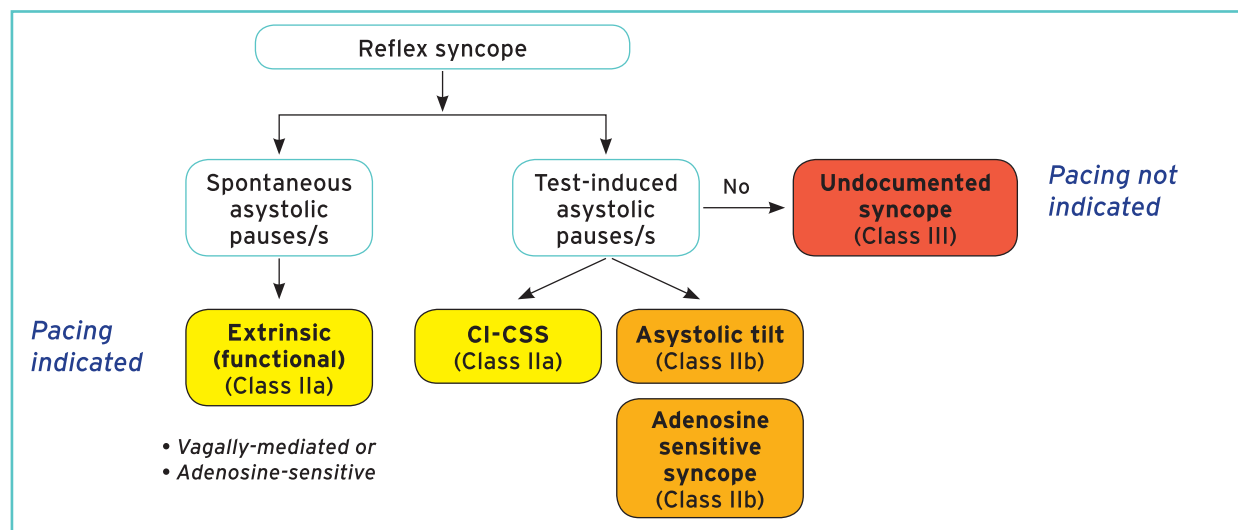 Reflex syncope
Spontaneous
asystolic
pauses/s
Test-induced
asystolic
pauses/s
No
Undocumented
syncope
(Class III)
Pacing not
indicated
Pacing
indicated
Extrinsic
(functional)
(Class IIa)
CI-CSS
(Class IIa)
Asystolic tilt
(Class IIb)
Adenosine
sensitive
syncope
(Class IIb)
• Vagally-mediated or
• Adenosine-sensitive